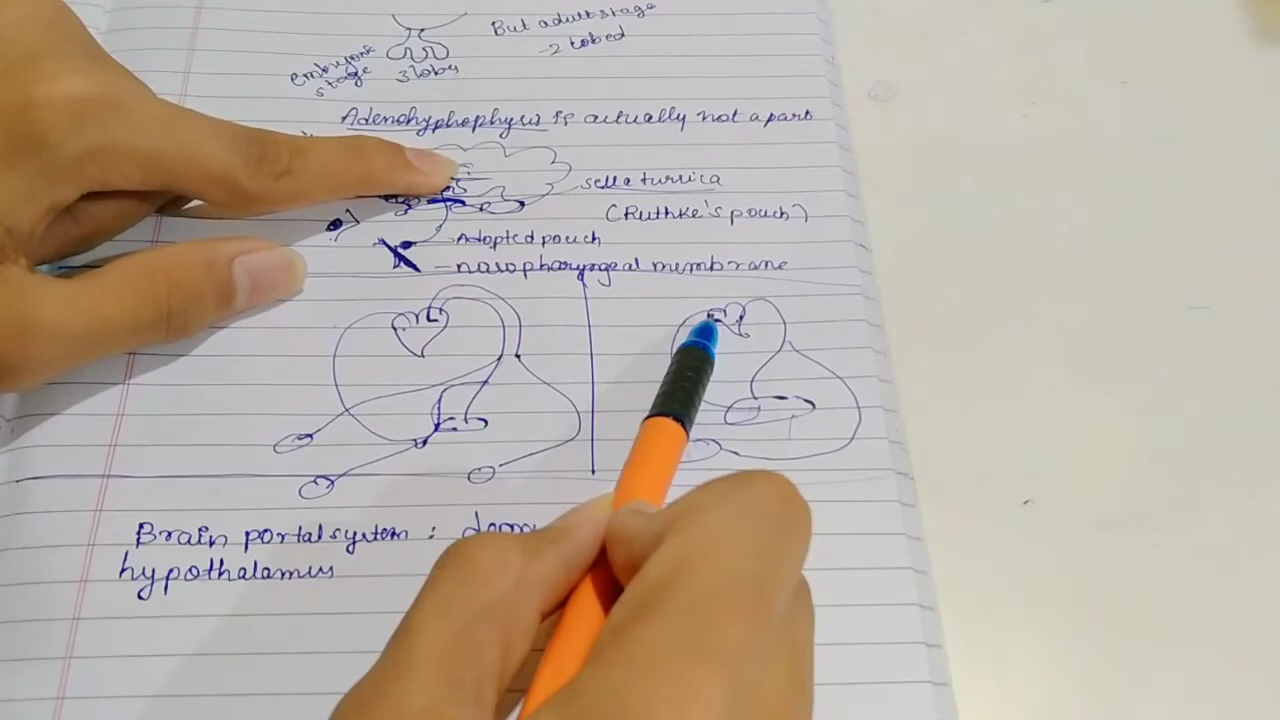 But adult stage
-2 lobed
embryonic
stage
3 lobes
Adenohyphophysis is actually not a part
sella turcica
(Ruthke's pouch)
Adopted pouch
-nasopharyngeal membrane
Brain portal system :
hypothalamus